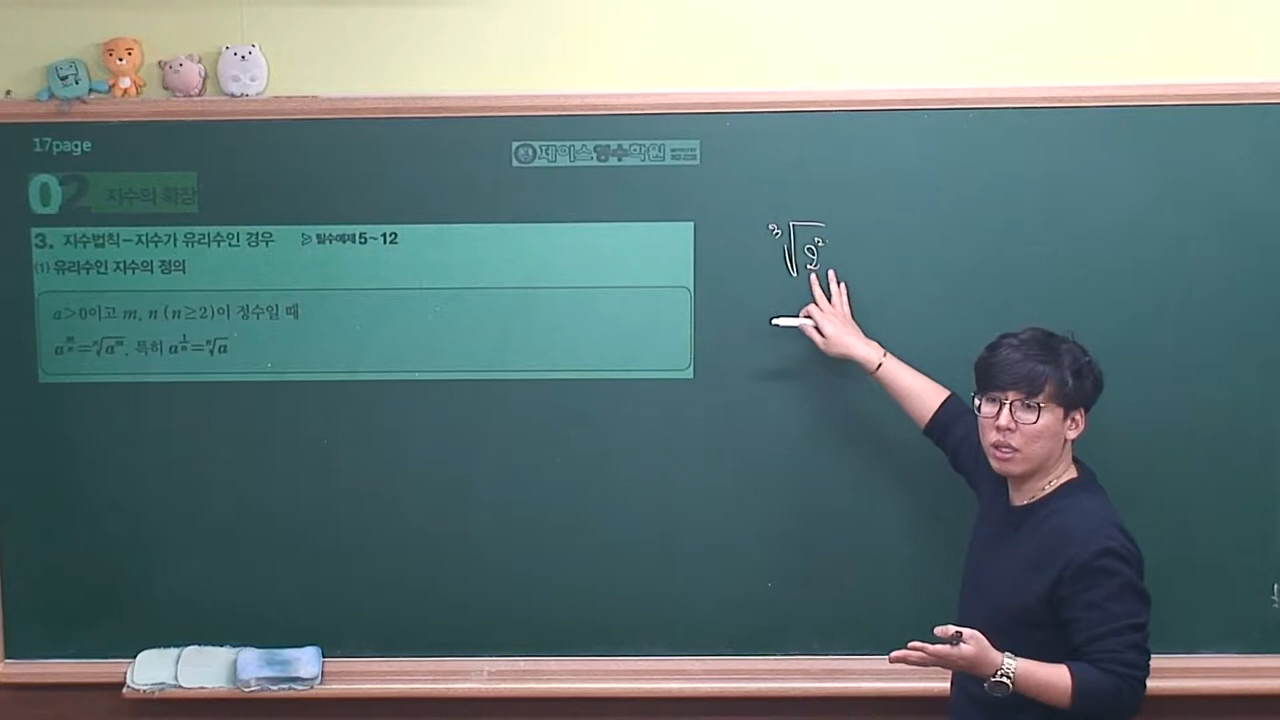 17page
제이스영수학원
02 지수의 확장
3. 지수법칙-지수가 유리수인 경우 ▷ 필수예제 5~12
(1) 유리수인 지수의 정의
a>0이고 m, n (n≥2)이 정수일 때
a^{m/n}=ⁿ√(a^m), 특히 a^{1/n}=ⁿ√a
³√(2²)